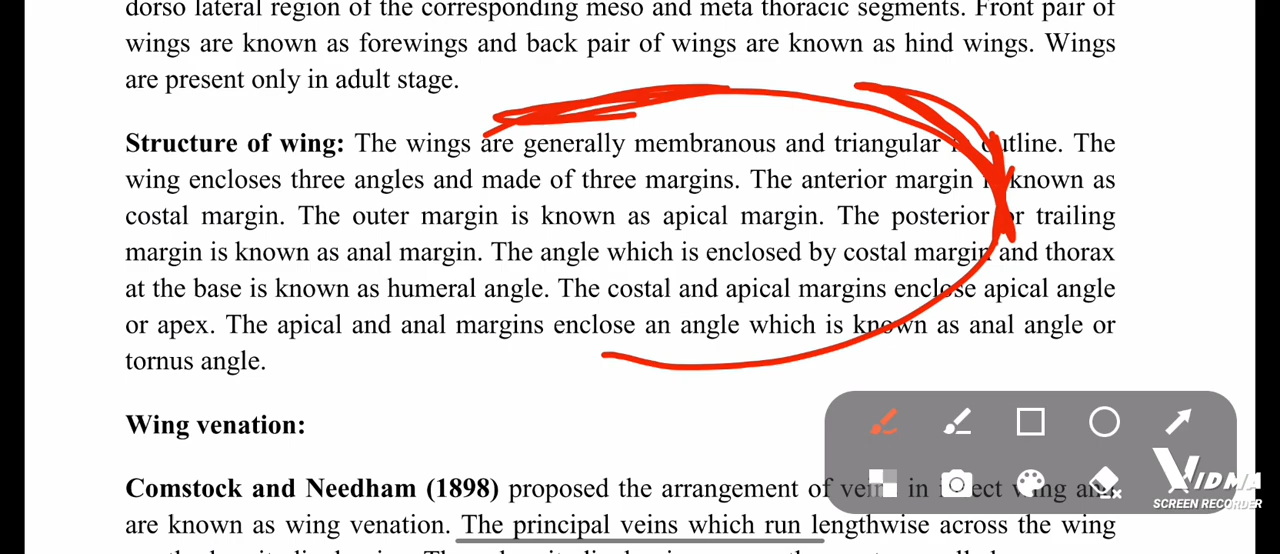 dorso lateral region of the corresponding meso and meta thoracic segments. Front pair of
wings are known as forewings and back pair of wings are known as hind wings. Wings
are present only in adult stage.
Structure of wing: The wings are generally membranous and triangular outline. The
wing encloses three angles and made of three margins. The anterior margin known as
costal margin. The outer margin is known as apical margin. The posterior or trailing
margin is known as anal margin. The angle which is enclosed by costal margin and thorax
at the base is known as humeral angle. The costal and apical margins enclose apical angle
or apex. The apical and anal margins enclose an angle which is known as anal angle or
tornus angle.
Wing venation:
Comstock and Needham (1898) proposed the arrangement of in
are known as wing venation. The principal veins which run lengthwise across the wing
VIDMA
SCREEN RECORDER